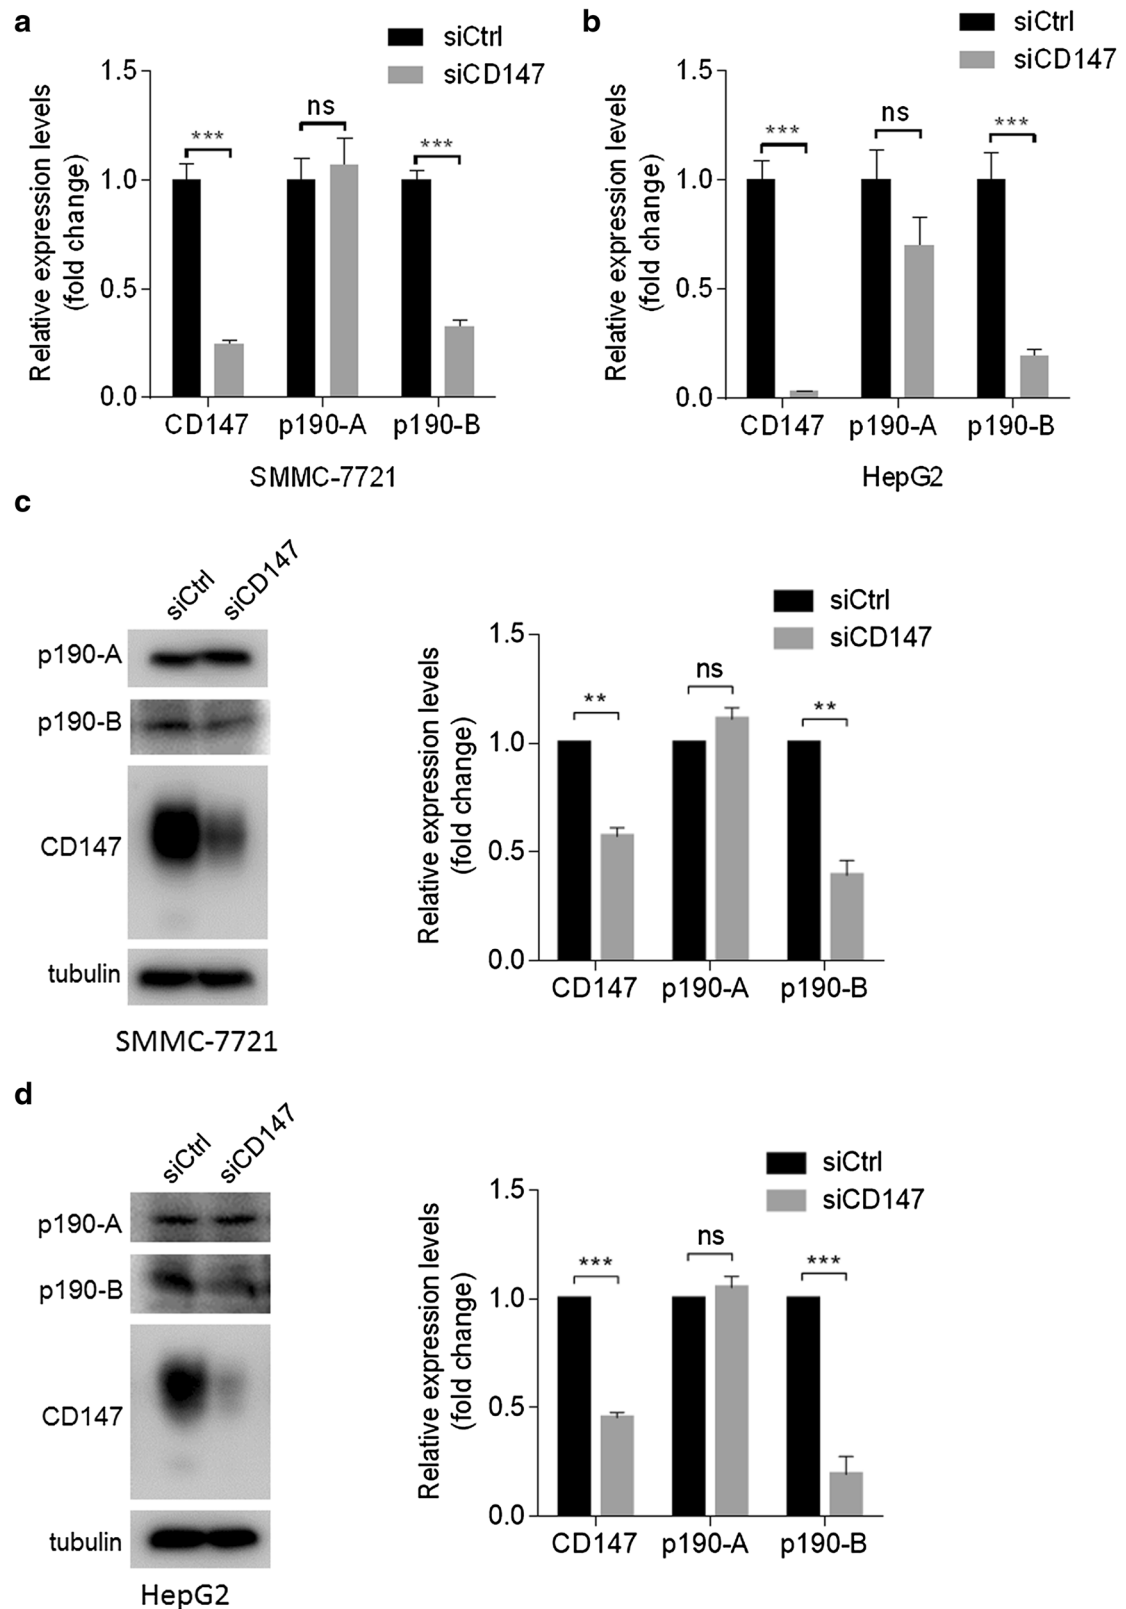 a
siCtrl
siCD147
Relative expression levels
(fold change)
1.5
1.0
0.5
0.0
***
ns
***
CD147 p190-A p190-B
SMMC-7721
b
siCtrl
siCD147
Relative expression levels
(fold change)
1.5
1.0
0.5
0.0
***
ns
***
CD147 p190-A p190-B
HepG2
c
siCtrl
siCD147
p190-A
p190-B
CD147
tubulin
SMMC-7721
siCtrl
siCD147
Relative expression levels
(fold change)
1.5
1.0
0.5
0.0
**
ns
**
CD147 p190-A p190-B
d
siCtrl
siCD147
p190-A
p190-B
CD147
tubulin
HepG2
siCtrl
siCD147
Relative expression levels
(fold change)
1.5
1.0
0.5
0.0
***
ns
***
CD147 p190-A p190-B